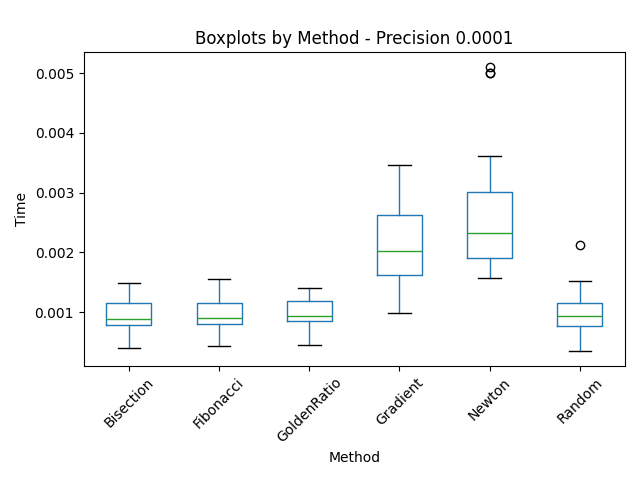 Boxplots by Method - Precision 0.0001
0.005
0.004
0.003
0.002
0.001
Time
Bisection
Fibonacci
GoldenRatio
Gradient
Newton
Random
Method